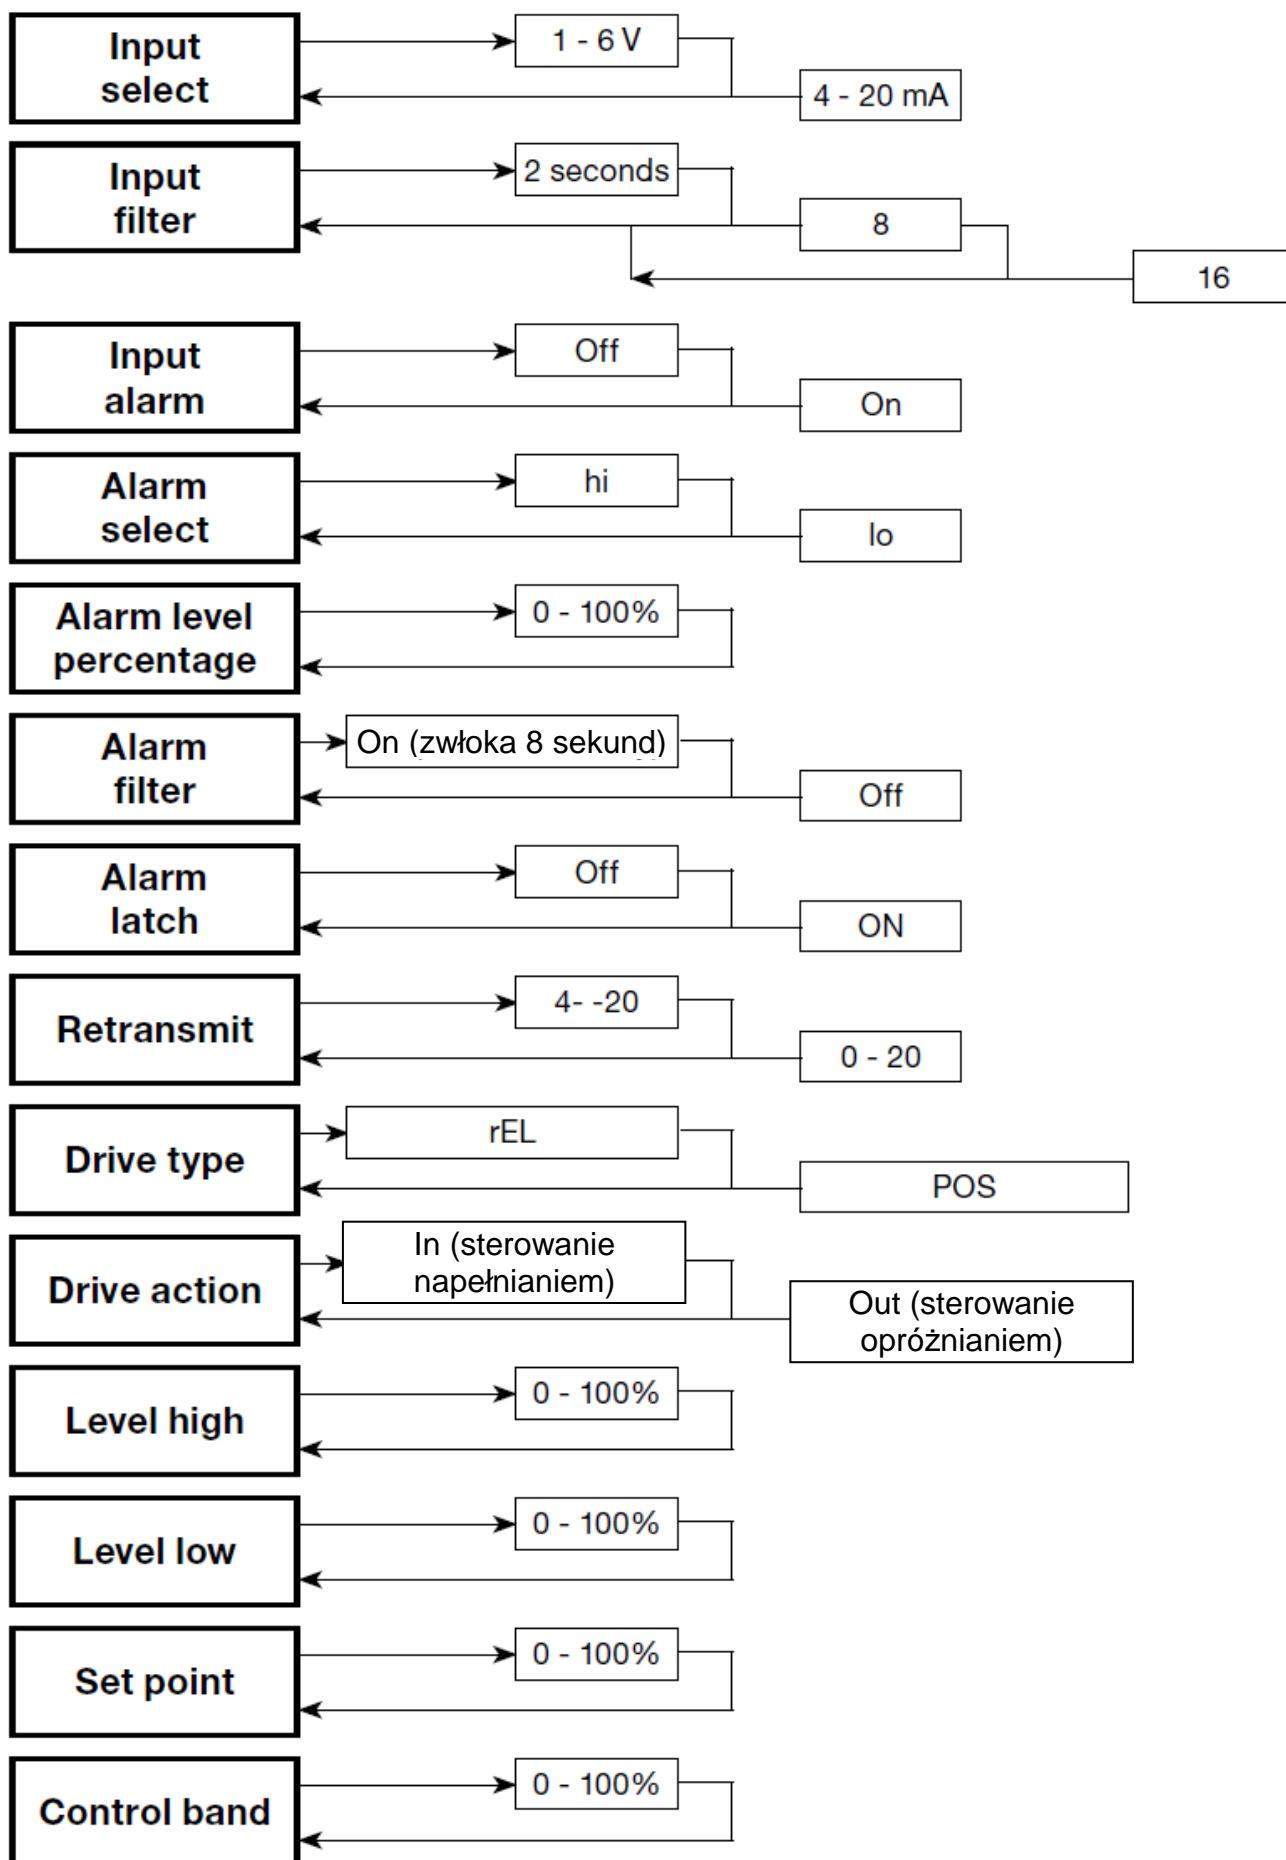 Input
select
1 - 6 V
4 - 20 mA
Input
filter
2 seconds
8
16
Input
alarm
Off
On
Alarm
select
hi
lo
Alarm level
percentage
0 - 100%
Alarm
filter
On (zwłoka 8 sekund)
Off
Alarm
latch
Off
ON
Retransmit
4- -20
0 - 20
Drive type
rEL
POS
Drive action
In (sterowanie
napełnianiem)
Out (sterowanie
opróżnianiem)
Level high
0 - 100%
Level low
0 - 100%
Set point
0 - 100%
Control band
0 - 100%